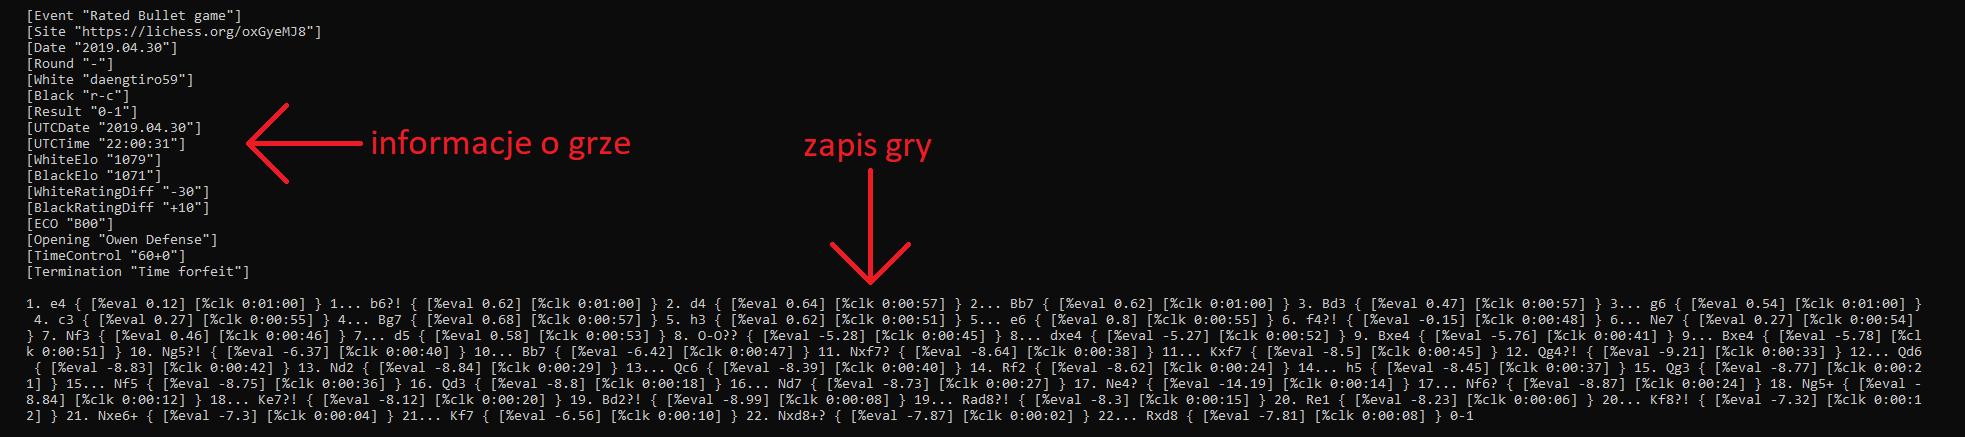 [Event "Rated Bullet game"]
[Site "https://lichess.org/oxGyeMJ8"]
[Date "2019.04.30"]
[Round "-"]
[White "daengtiro59"]
[Black "r-c"]
[Result "0-1"]
[UTCDate "2019.04.30"]
[UTCTime "22:00:31"]
[WhiteElo "1079"]
[BlackElo "1071"]
[WhiteRatingDiff "-30"]
[BlackRatingDiff "+10"]
[ECO "B00"]
[Opening "Owen Defense"]
[TimeControl "60+0"]
[Termination "Time forfeit"]
informacje o grze
zapis gry
1. e4 { [%eval 0.12] [%clk 0:01:00] } 1... b6?! { [%eval 0.62] [%clk 0:01:00] } 2. d4 { [%eval 0.64] [%clk 0:00:57] } 2... Bb7 { [%eval 0.62] [%clk 0:01:00] } 3. Bd3 { [%eval 0.47] [%clk 0:00:57] } 3... g6 { [%eval 0.54] [%clk 0:01:00] }
4. c3 { [%eval 0.27] [%clk 0:00:55] } 4... Bg7 { [%eval 0.68] [%clk 0:00:57] } 5. h3 { [%eval 0.62] [%clk 0:00:51] } 5... e6 { [%eval 0.8] [%clk 0:00:55] } 6. f4?! { [%eval -0.15] [%clk 0:00:48] } 6... Ne7 { [%eval 0.27] [%clk 0:00:54]
} 7. Nf3 { [%eval 0.46] [%clk 0:00:46] } 7... d5 { [%eval 0.58] [%clk 0:00:53] } 8. O-O?? { [%eval -5.28] [%clk 0:00:45] } 8... dxe4 { [%eval -5.27] [%clk 0:00:52] } 9. Bxe4 { [%eval -5.76] [%clk 0:00:41] } 9... Bxe4 { [%eval -5.78] [%cl
k 0:00:51] } 10. Ng5?! { [%eval -6.37] [%clk 0:00:40] } 10... Bb7 { [%eval -6.42] [%clk 0:00:47] } 11. Nxf7? { [%eval -8.64] [%clk 0:00:38] } 11... Kxf7 { [%eval -8.5] [%clk 0:00:45] } 12. Qg4?! { [%eval -9.21] [%clk 0:00:33] } 12... Qd6
{ [%eval -8.83] [%clk 0:00:42] } 13. Nd2 { [%eval -8.84] [%clk 0:00:29] } 13... Qc6 { [%eval -8.39] [%clk 0:00:40] } 14. Rf2 { [%eval -8.62] [%clk 0:00:24] } 14... h5 { [%eval -8.45] [%clk 0:00:37] } 15. Qg3 { [%eval -8.77] [%clk 0:00:2
1] } 15... Nf5 { [%eval -8.75] [%clk 0:00:36] } 16. Qd3 { [%eval -8.8] [%clk 0:00:18] } 16... Nd7 { [%eval -8.73] [%clk 0:00:27] } 17. Ne4? { [%eval -14.19] [%clk 0:00:14] } 17... Nf6? { [%eval -8.87] [%clk 0:00:24] } 18. Ng5+ { [%eval -
8.84] [%clk 0:00:12] } 18... Ke7?! { [%eval -8.12] [%clk 0:00:20] } 19. Bd2?! { [%eval -8.99] [%clk 0:00:08] } 19... Rad8?! { [%eval -8.3] [%clk 0:00:15] } 20. Re1 { [%eval -8.23] [%clk 0:00:06] } 20... Kf8?! { [%eval -7.32] [%clk 0:00:1
2] } 21. Nxe6+ { [%eval -7.3] [%clk 0:00:04] } 21... Kf7 { [%eval -6.56] [%clk 0:00:10] } 22. Nxd8+? { [%eval -7.87] [%clk 0:00:02] } 22... Rxd8 { [%eval -7.81] [%clk 0:00:08] } 0-1